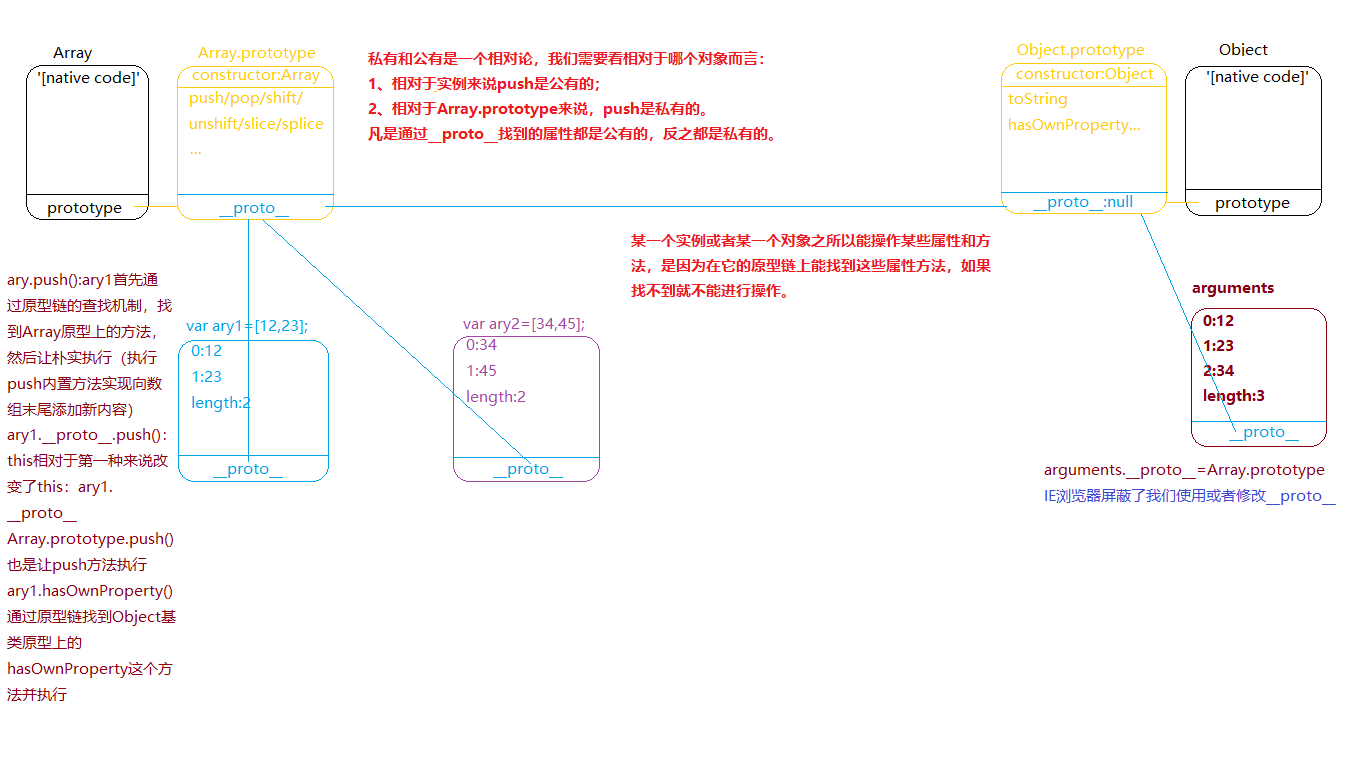 Array
'[native code]'
prototype
Array.prototype
constructor:Array
push/pop/shift/
unshift/slice/splice
...
__proto__
私有和公有是一个相对论，我们需要看相对于哪个对象而言：
1、相对于实例来说push是公有的；
2、相对于Array.prototype来说，push是私有的。
凡是通过__proto__找到的属性都是公有的，反之都是私有的。
Object.prototype
constructor:Object
toString
hasOwnProperty...
__proto__:null
Object
'[native code]'
prototype
某一个实例或者某一个对象之所以能操作某些属性和方
法，是因为在它的原型链上能找到这些属性方法，如果
找不到就不能进行操作。
ary.push():ary1首先通
过原型链的查找机制，找
到Array原型上的方法，
然后让朴实执行（执行
push内置方法实现向数
组末尾添加新内容）
ary1.__proto__.push()：
this相对于第一种来说改
变了this：ary1.
__proto__
Array.prototype.push()
也是让push方法执行
ary1.hasOwnProperty()
通过原型链找到Object基
类原型上的
hasOwnProperty这个方
法并执行
var ary1=[12,23];
0:12
1:23
length:2
__proto__
var ary2=[34,45];
0:34
1:45
length:2
__proto__
arguments
0:12
1:23
2:34
length:3
__proto__
arguments.__proto__=Array.prototype
IE浏览器屏蔽了我们使用或者修改__proto__